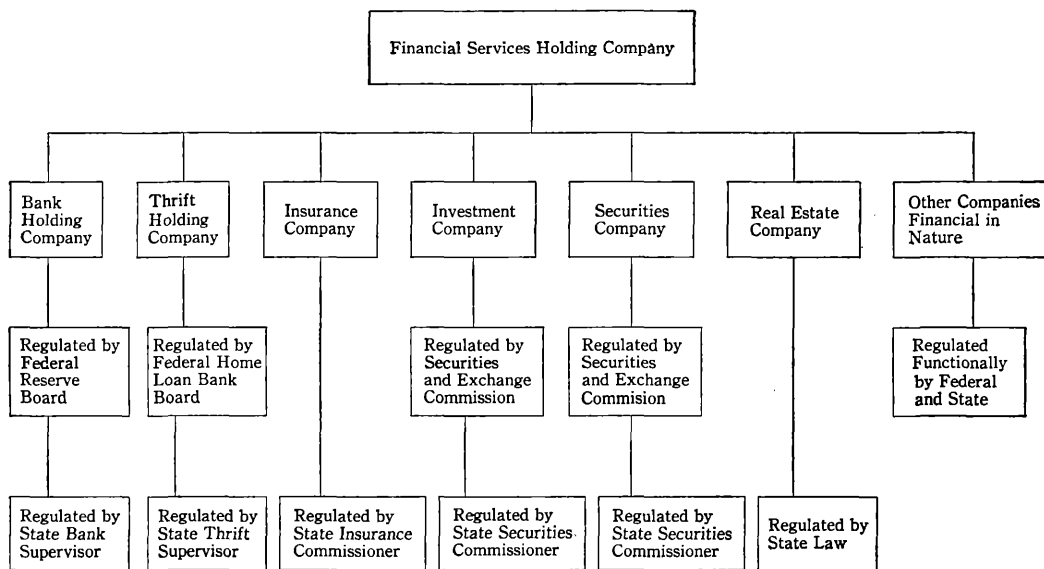 Financial Services Holding Company
Bank
Holding
Company
Thrift
Holding
Company
Insurance
Company
Investment
Company
Securities
Company
Real Estate
Company
Other Companies
Financial in
Nature
Regulated by
Federal
Reserve
Board
Regulated by
Federal Home
Loan Bank
Board
Regulated by
Securities
and Exchange
Commission
Regulated by
Securities
and Exchange
Commision
Regulated
Functionally
by Federal
and State
Regulated by
State Bank
Supervisor
Regulated by
State Thrift
Supervisor
Regulated by
State Insurance
Commissioner
Regulated by
State Securities
Commissioner
Regulated by
State Securities
Commissioner
Regulated by
State Law